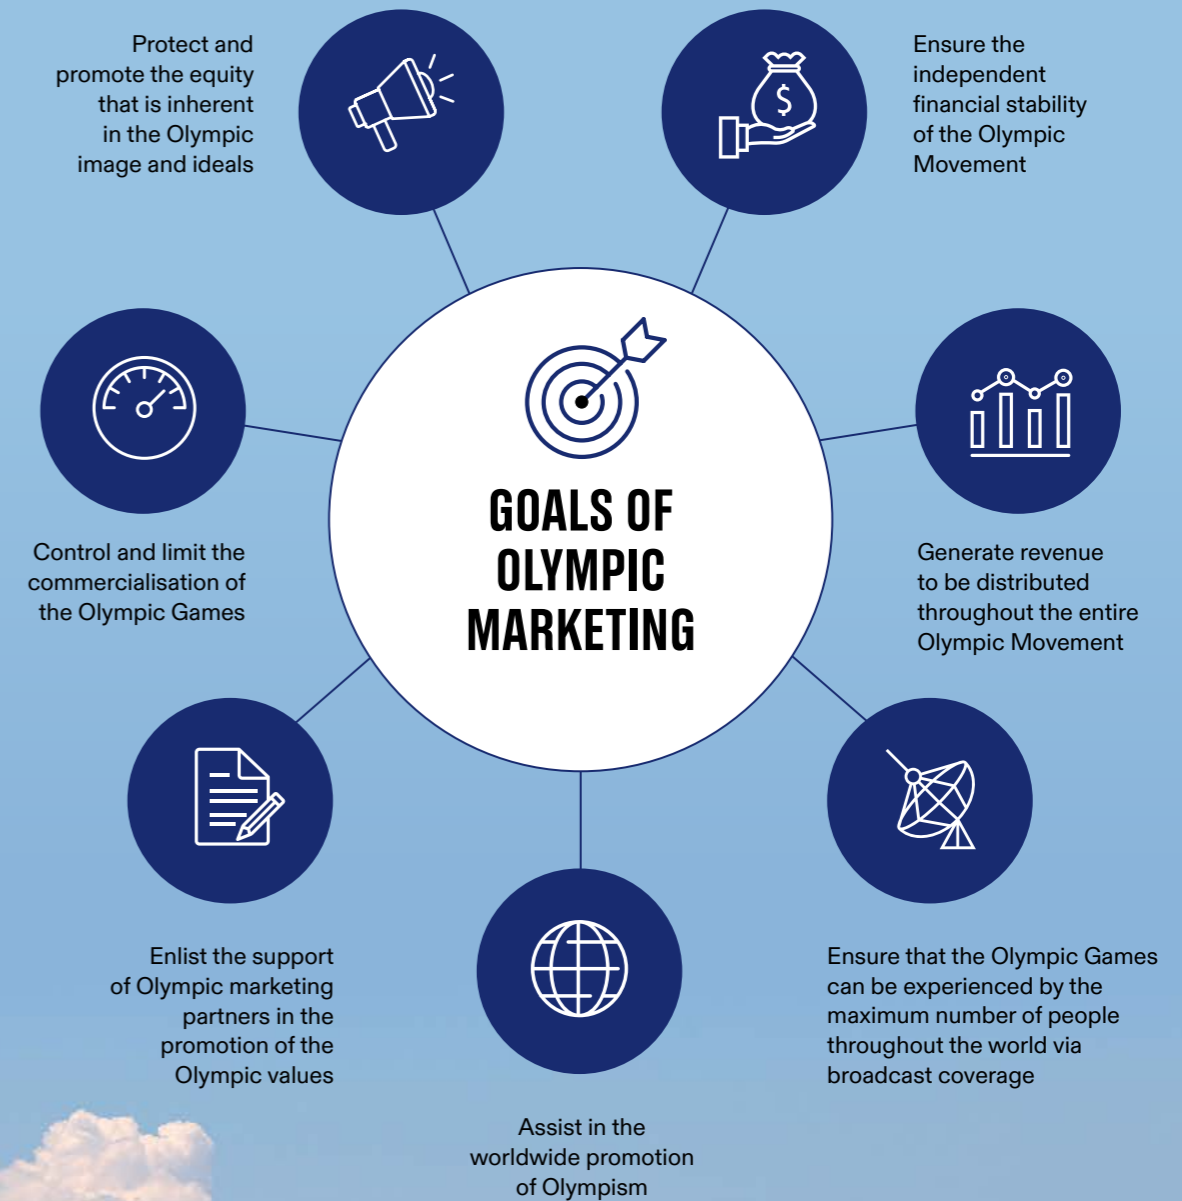 Protect and
promote the equity
that is inherent
in the Olympic
image and ideals
Ensure the
independent
financial stability
of the Olympic
Movement
$
GOALS OF
OLYMPIC
MARKETING
Control and limit the
commercialisation of
the Olympic Games
Generate revenue
to be distributed
throughout the entire
Olympic Movement
Enlist the support
of Olympic marketing
partners in the
promotion of the
Olympic values
Ensure that the Olympic Games
can be experienced by the
maximum number of people
throughout the world via
broadcast coverage
Assist in the
worldwide promotion
of Olympism